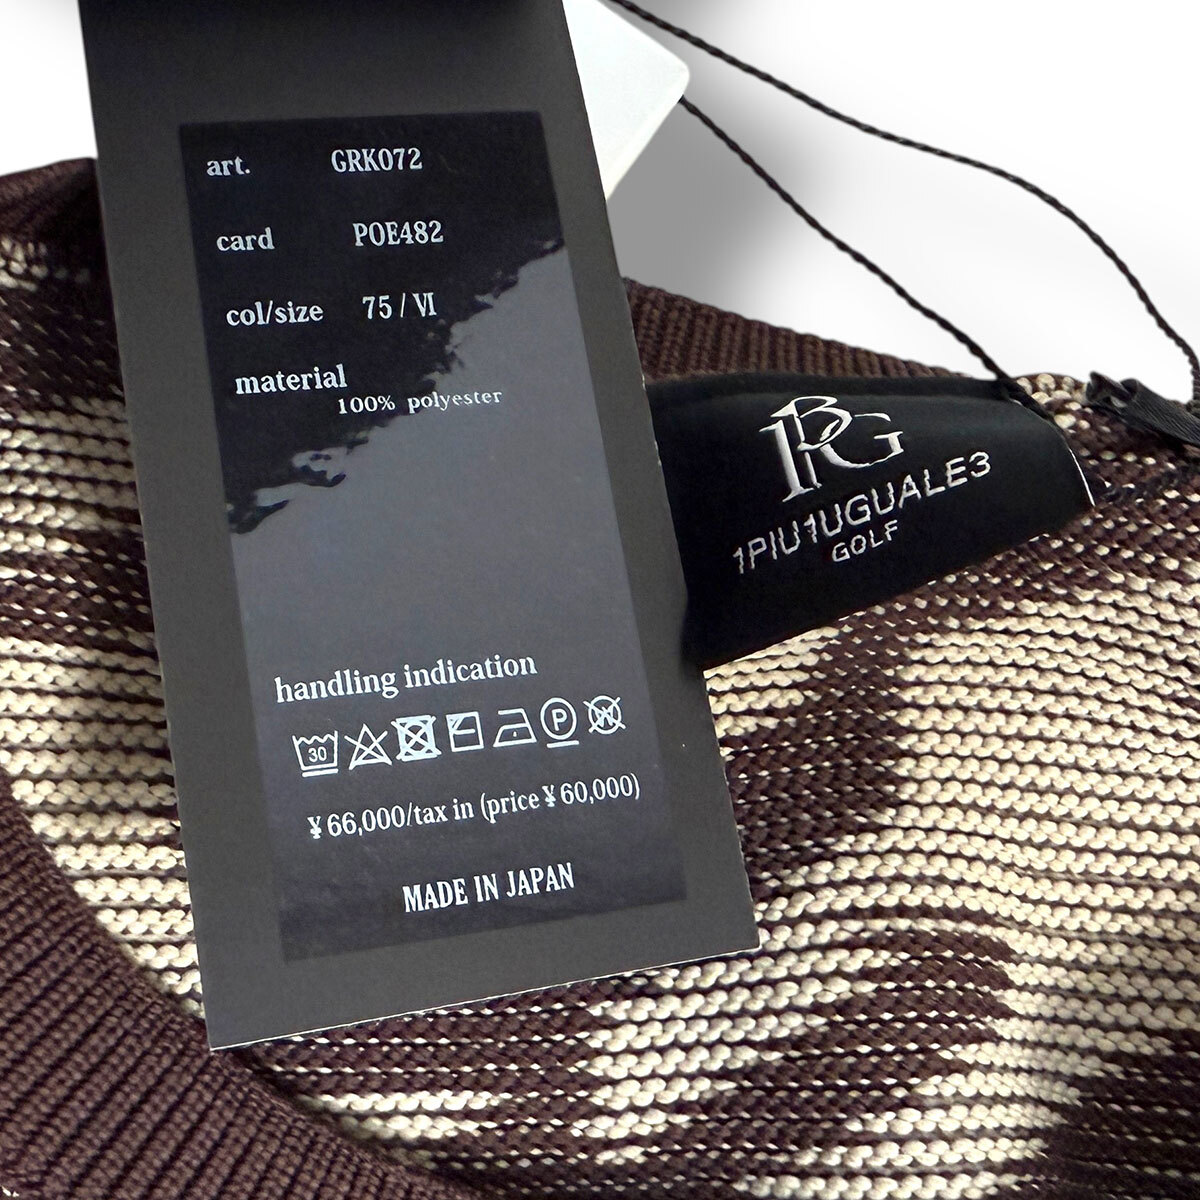 art. GRK072
card POE482
col/size 75 / VI
material
100% polyester
handling indication
30 P W
¥ 66,000/tax in (price ¥ 60,000)
MADE IN JAPAN
1PIU1UGUALE3
GOLF